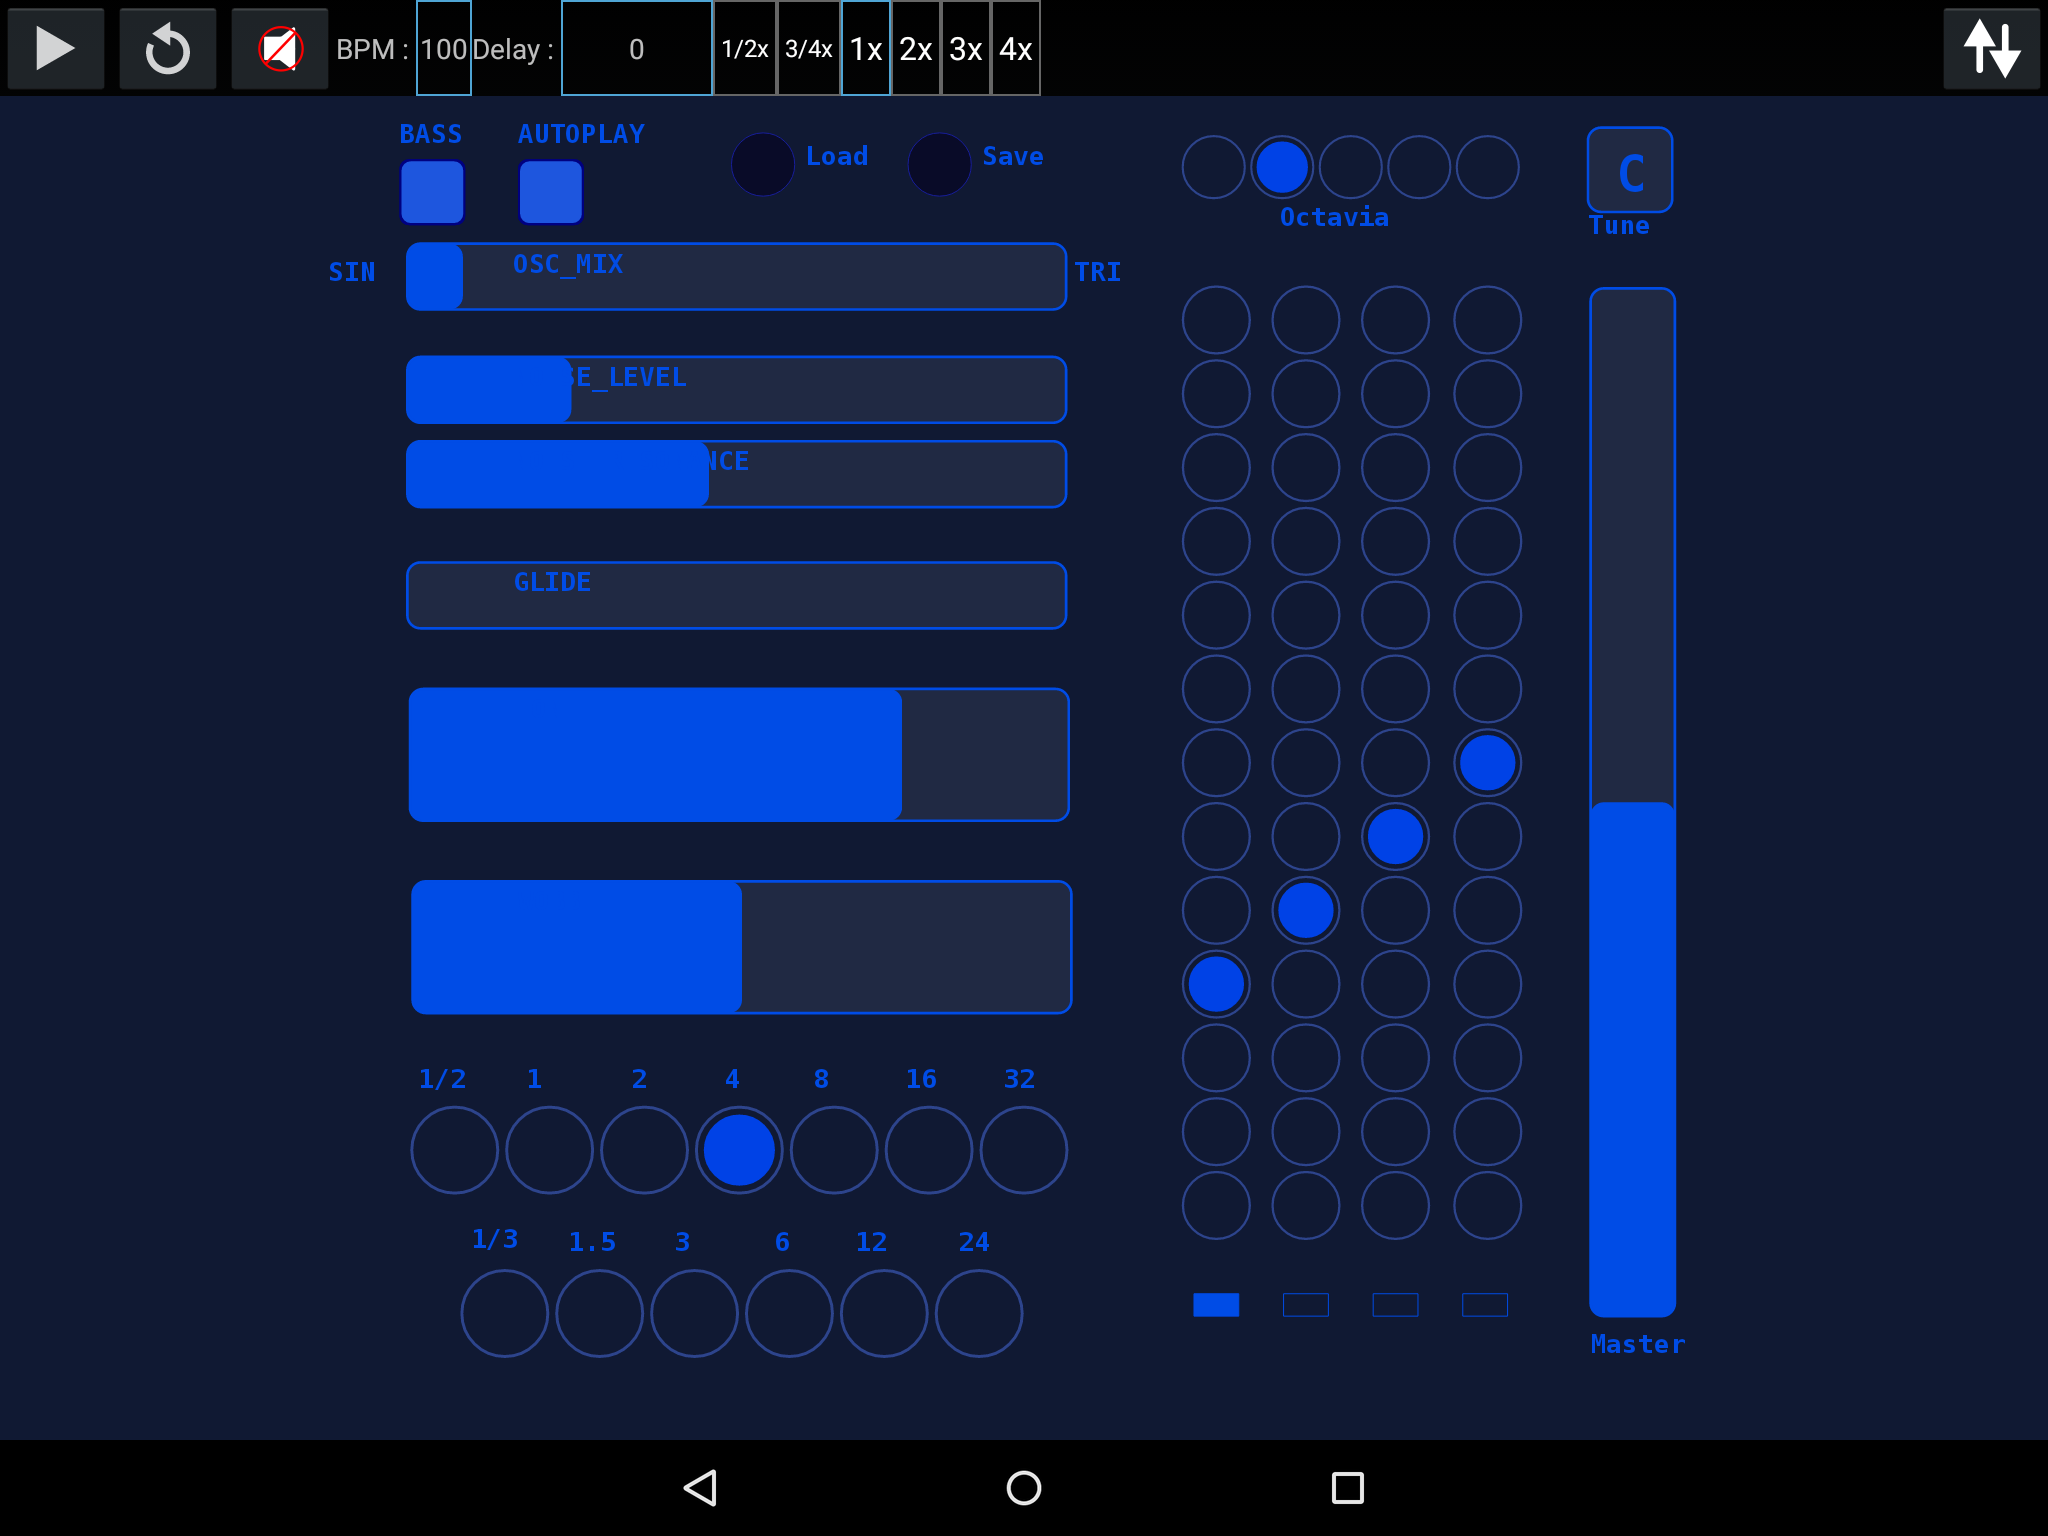 BPM : 100 Delay : 0 1/2x 3/4x 1x 2x 3x 4x
BASS AUTOPLAY
Load Save
C
Octavia
Tune
SIN OSC_MIX TRI
E_LEVEL
NCE
GLIDE
1/2 1 2 4 8 16 32
1/3 1.5 3 6 12 24
Master